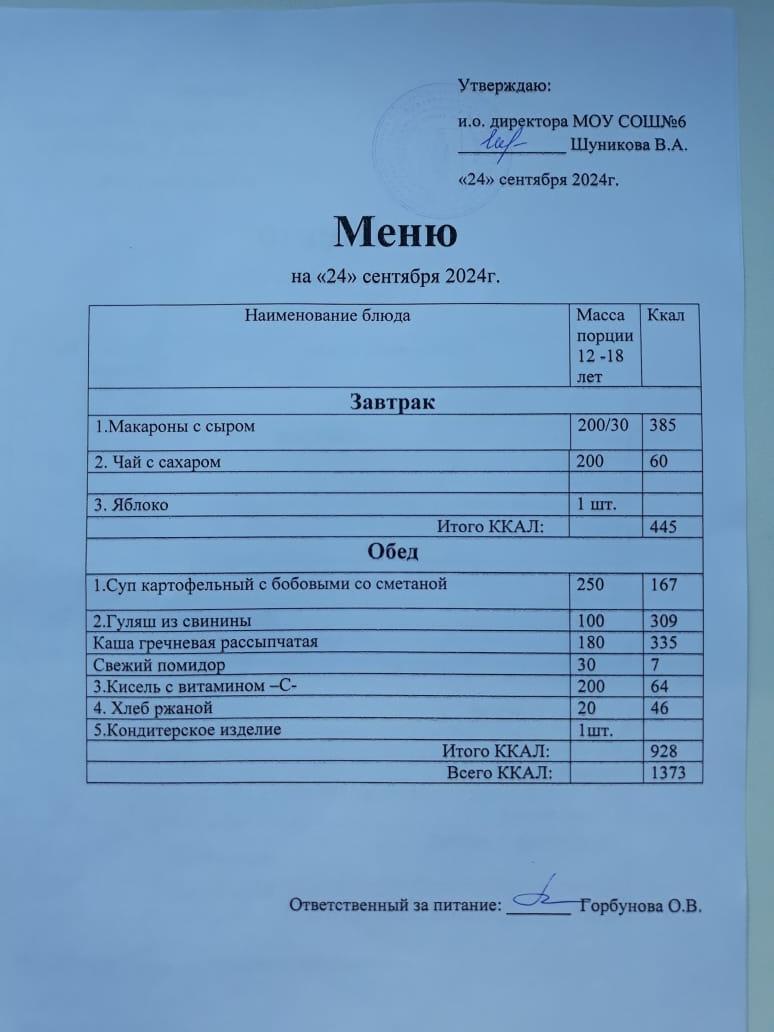 Утверждаю:
и.о. директора МОУ СОШ№6
Шуникова В.А.
«24» сентября 2024г.
Меню
на «24» сентября 2024г.
Наименование блюда Масса порции 12 -18 лет Ккал
Завтрак
1.Макароны с сыром 200/30 385
2. Чай с сахаром 200 60
3. Яблоко 1 шт.
Итого ККАЛ: 445
Обед
1.Суп картофельный с бобовыми со сметаной 250 167
2.Гуляш из свинины 100 309
Каша гречневая рассыпчатая 180 335
Свежий помидор 30 7
3.Кисель с витамином –С- 200 64
4. Хлеб ржаной 20 46
5.Кондитерское изделие 1шт.
Итого ККАЛ: 928
Всего ККАЛ: 1373
Ответственный за питание: Горбунова О.В.